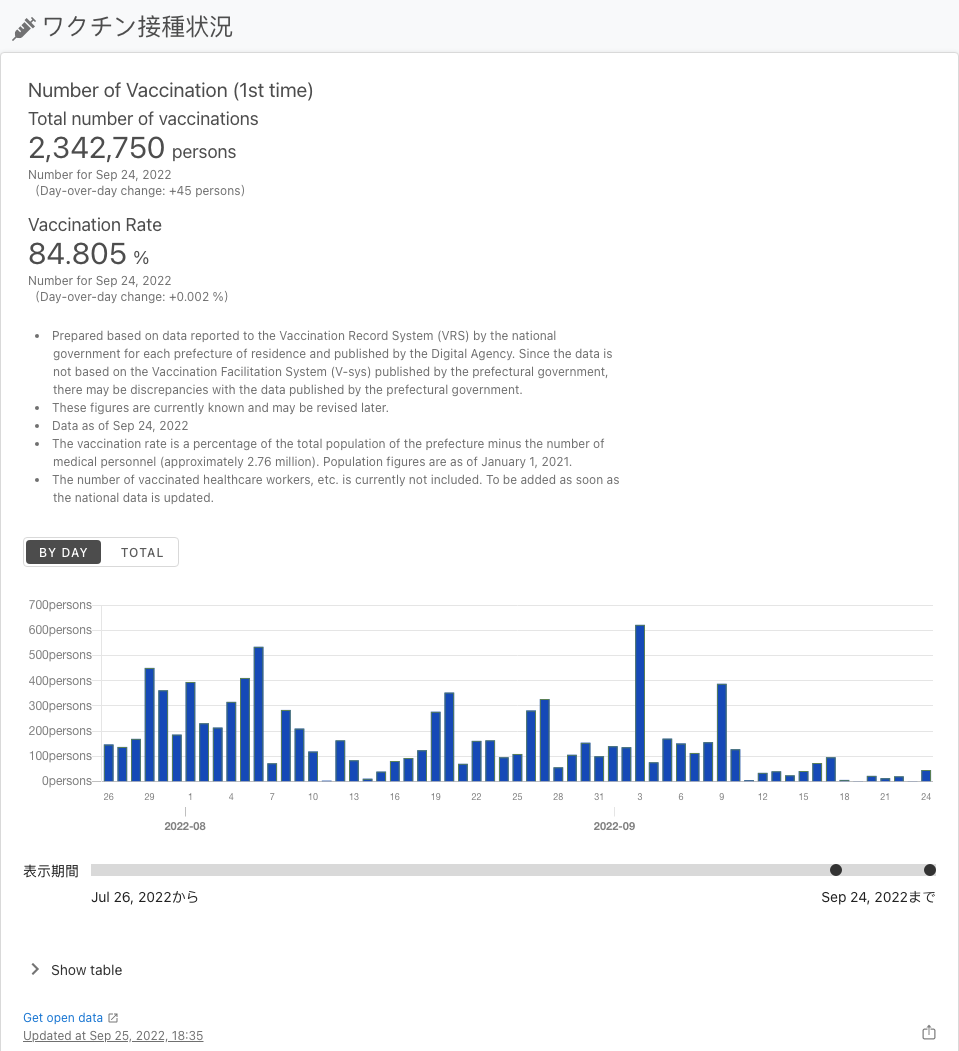 ワクチン接種状況
Number of Vaccination (1st time)
Total number of vaccinations
2,342,750 persons
Number for Sep 24, 2022
(Day-over-day change: +45 persons)
Vaccination Rate
84.805 %
Number for Sep 24, 2022
(Day-over-day change: +0.002 %)
• Prepared based on data reported to the Vaccination Record System (VRS) by the national
government for each prefecture of residence and published by the Digital Agency. Since the data is
not based on the Vaccination Facilitation System (V-sys) published by the prefectural government,
there may be discrepancies with the data published by the prefectural government.
• These figures are currently known and may be revised later.
• Data as of Sep 24, 2022
• The vaccination rate is a percentage of the total population of the prefecture minus the number of
medical personnel (approximately 2.76 million). Population figures are as of January 1, 2021.
• The number of vaccinated healthcare workers, etc. is currently not included. To be added as soon as
the national data is updated.
BY DAY TOTAL
700persons
600persons
500persons
400persons
300persons
200persons
100persons
0persons
26 29 1 4 7 10 13 16 19 22 25 28 31 3 6 9 12 15 18 21 24
2022-08 2022-09
表示期間
Jul 26, 2022から Sep 24, 2022まで
Show table
Get open data
Updated at Sep 25, 2022, 18:35